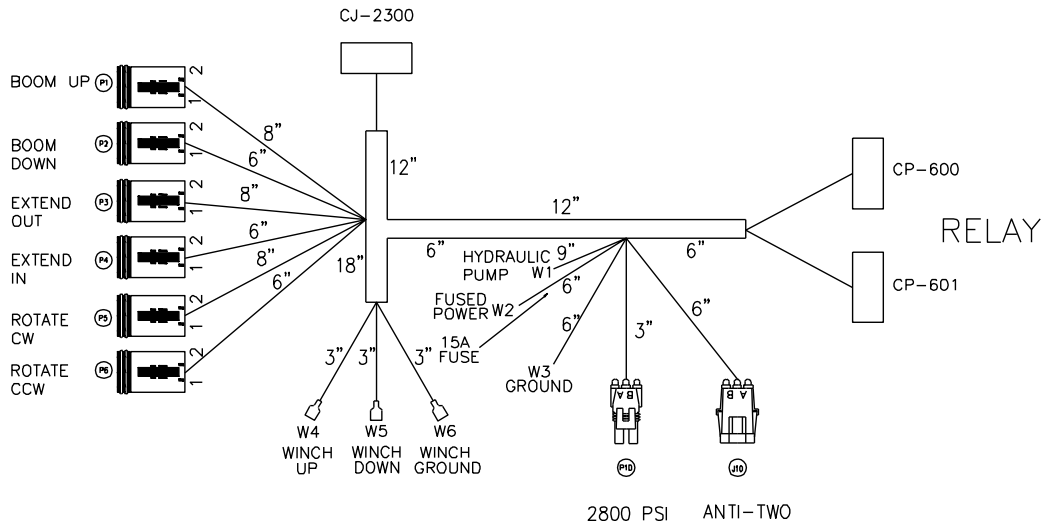 CJ-2300
BOOM UP P1 2 1
BOOM P2 2 1
DOWN
EXTEND P3 2 1
OUT
EXTEND P4 2 1
IN
ROTATE P5 2 1
CW
ROTATE P6 2 1
CCW
8"
6"
8"
6"
8"
6"
12"
18"
12"
6"
6"
CP-600
RELAY
CP-601
HYDRAULIC 9"
PUMP W1
FUSED 6"
POWER W2
15A
FUSE
6"
W3
GROUND
3"
6"
3" 3" 3"
W4 W5 W6
WINCH WINCH WINCH
UP DOWN GROUND
A B
B A
P10 J10
2800 PSI ANTI-TWO